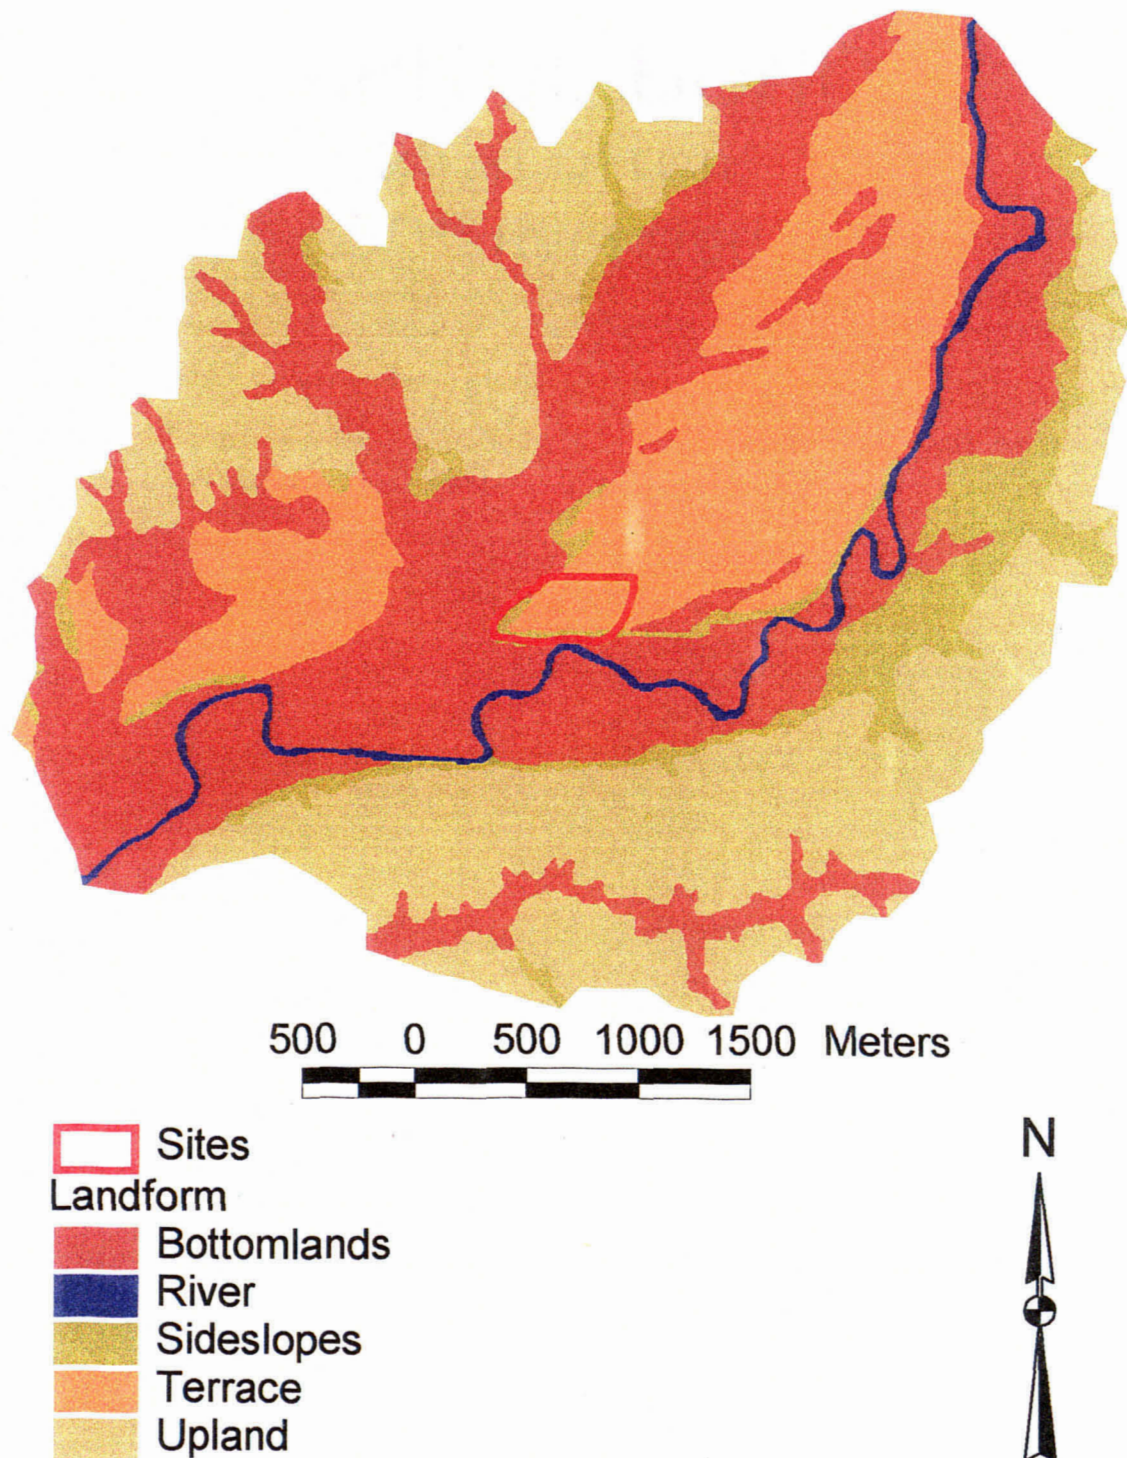 500 0 500 1000 1500 Meters
N
Sites
Landform
Bottomlands
River
Sideslopes
Terrace
Upland